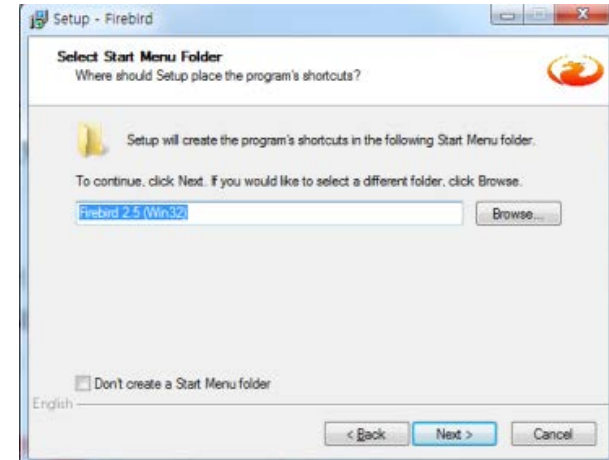 Setup - Firebird
Select Start Menu Folder
Where should Setup place the program's shortcuts?
Setup will create the program's shortcuts in the following Start Menu folder.
To continue, click Next. If you would like to select a different folder, click Browse.
Firebird 2.5 (Win32)
Browse...
Don't create a Start Menu folder
English
< Back
Next >
Cancel